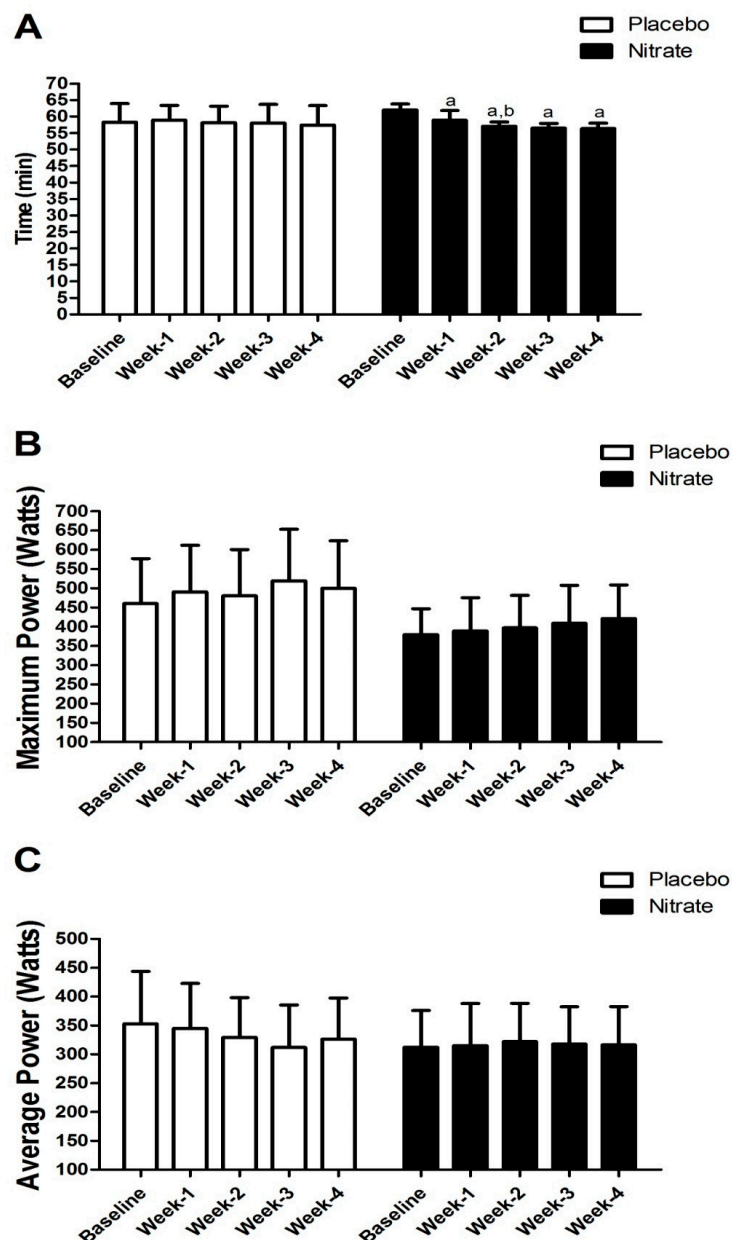 A
Placebo
Nitrate
Time (min)
70
65
60
55
50
45
40
35
30
25
20
15
10
5
0
a
a,b
a
a
Baseline
Week-1
Week-2
Week-3
Week-4
Baseline
Week-1
Week-2
Week-3
Week-4
B
Placebo
Nitrate
Maximum Power (Watts)
700
650
600
550
500
450
400
350
300
250
200
150
100
Baseline
Week-1
Week-2
Week-3
Week-4
Baseline
Week-1
Week-2
Week-3
Week-4
C
Placebo
Nitrate
Average Power (Watts)
500
450
400
350
300
250
200
150
100
Baseline
Week-1
Week-2
Week-3
Week-4
Baseline
Week-1
Week-2
Week-3
Week-4